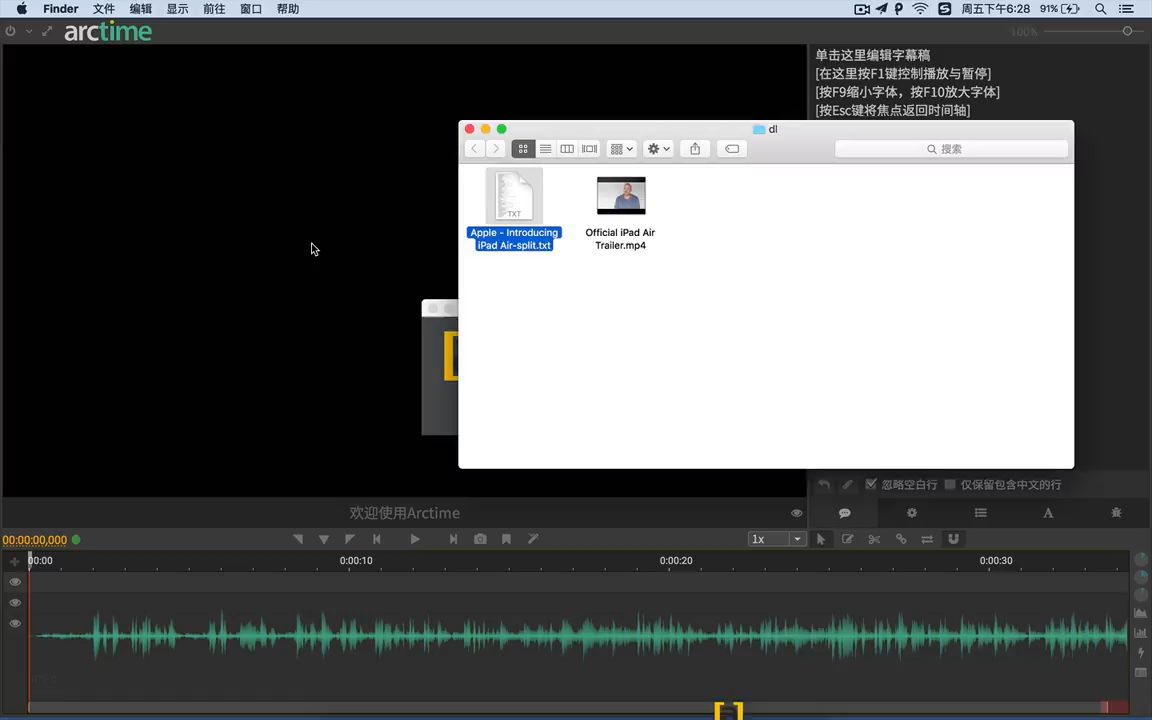 Finder 文件 编辑 显示 前往 窗口 帮助 周五下午6:28 91%
arctime 100%
单击这里编辑字幕稿
[在这里按F1键控制播放与暂停]
[按F9缩小字体，按F10放大字体]
[按Esc键将焦点返回时间轴]
dl
搜索
TXT
Apple - Introducing
iPad Air-split.txt
Official iPad Air
Trailer.mp4
忽略空白行 仅保留包含中文的行
欢迎使用Arctime
00:00:00,000 1x
00:00 0:00:10 0:00:20 0:00:30